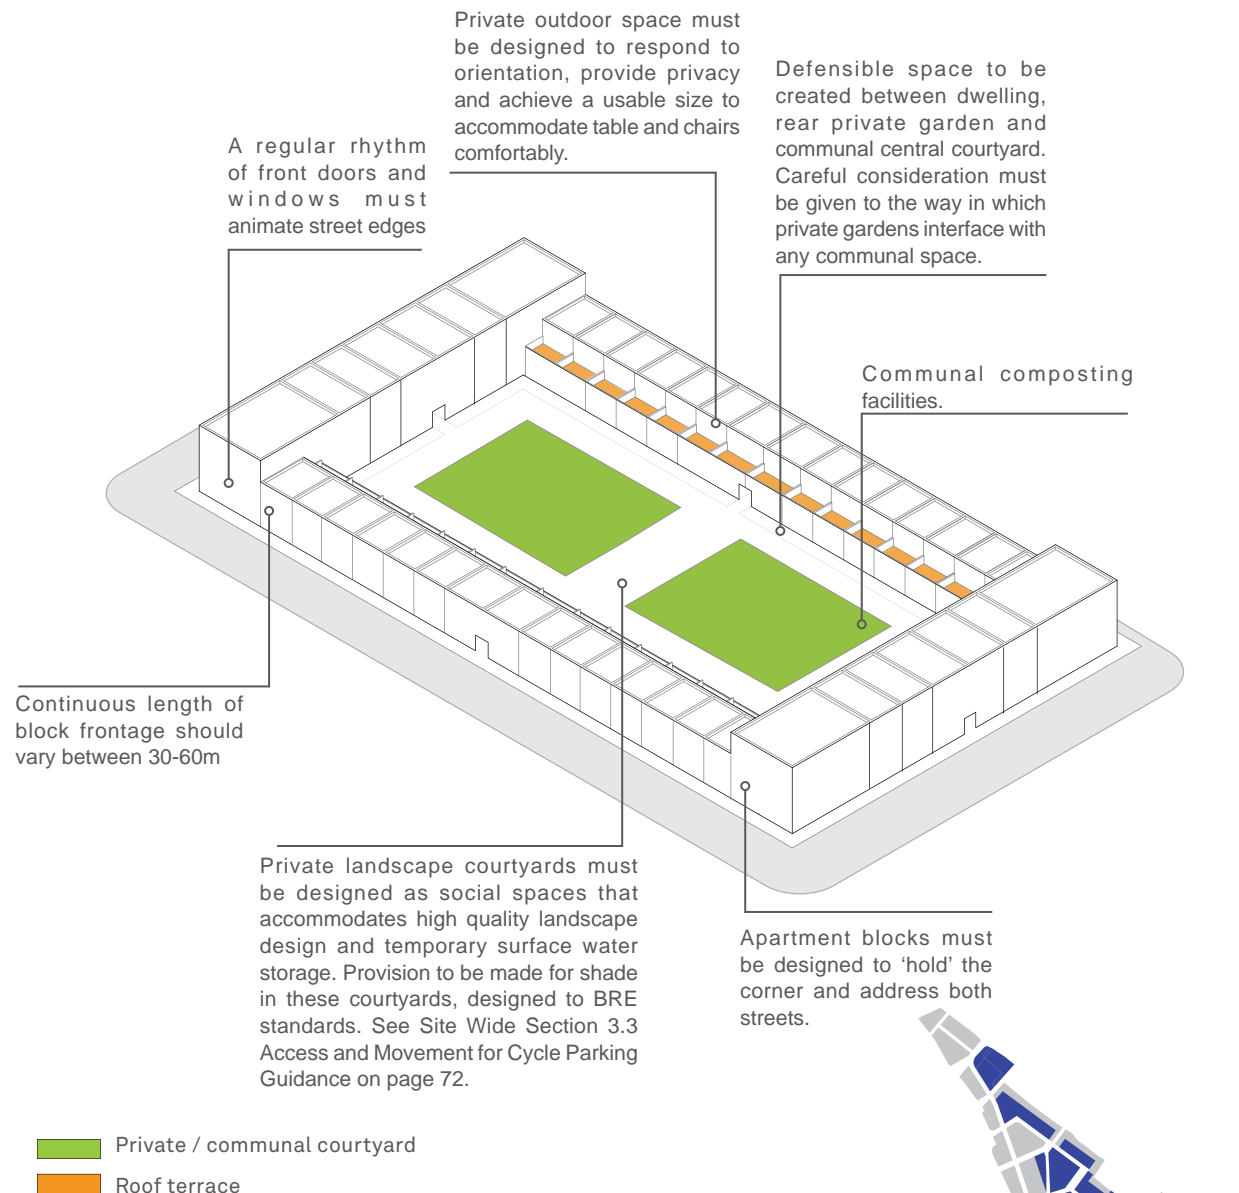 Private outdoor space must
be designed to respond to
orientation, provide privacy
and achieve a usable size to
accommodate table and chairs
comfortably.
Defensible space to be
created between dwelling,
rear private garden and
communal central courtyard.
Careful consideration must
be given to the way in which
private gardens interface with
any communal space.
A regular rhythm
of front doors and
windows must
animate street edges
Communal composting
facilities.
Continuous length of
block frontage should
vary between 30-60m
Private landscape courtyards must
be designed as social spaces that
accommodates high quality landscape
design and temporary surface water
storage. Provision to be made for shade
in these courtyards, designed to BRE
standards. See Site Wide Section 3.3
Access and Movement for Cycle Parking
Guidance on page 72.
Apartment blocks must
be designed to ‘hold’ the
corner and address both
streets.
Private / communal courtyard
Roof terrace